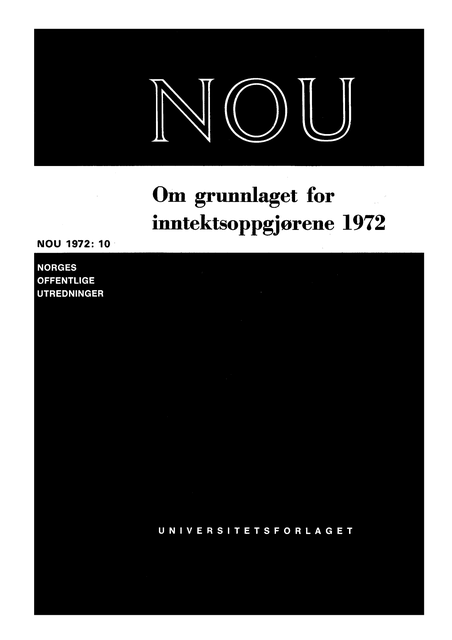 NOU
Om grunnlaget for
inntektsoppgjørene 1972
NOU 1972: 10
NORGES
OFFENTLIGE
UTREDNINGER
UNIVERSITETSFORLAGET